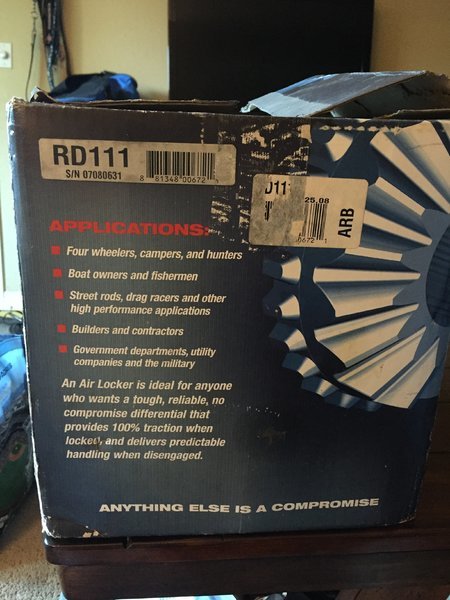 RD111
S/N 07080631
8 81348 00672
D11
25.08
00672 1
ARB
APPLICATIONS:
Four wheelers, campers, and hunters
Boat owners and fishermen
Street rods, drag racers and other
high performance applications
Builders and contractors
Government departments, utility
companies and the military
An Air Locker is ideal for anyone
who wants a tough, reliable, no
compromise differential that
provides 100% traction when
locked, and delivers predictable
handling when disengaged.
ANYTHING ELSE IS A COMPROMISE